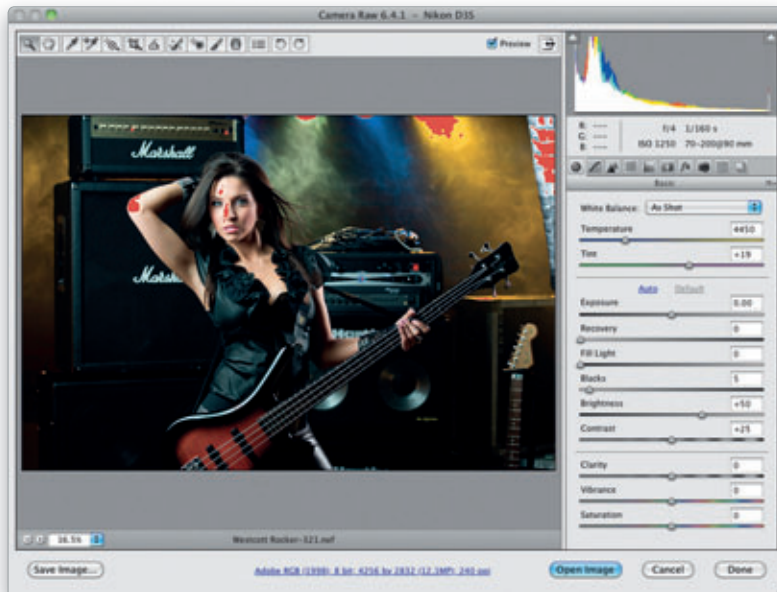 Camera Raw 6.4.1 - Nikon D3S
Preview
R: ---
G: ---
B: ---
f/4 1/160 s
ISO 1250 70-200@90 mm
Basic
White Balance: As Shot
Temperature 4450
Tint +19
Auto Default
Exposure 0.00
Recovery 0
Fill Light 0
Blacks 5
Brightness +50
Contrast +25
Clarity 0
Vibrance 0
Saturation 0
Marshall
Marsh
16.5% Westcott Rocker-321.nef
Save Image... Adobe RGB (1998); 8 bit; 4256 by 2832 (12.1MP); 240 ppi Open Image Cancel Done